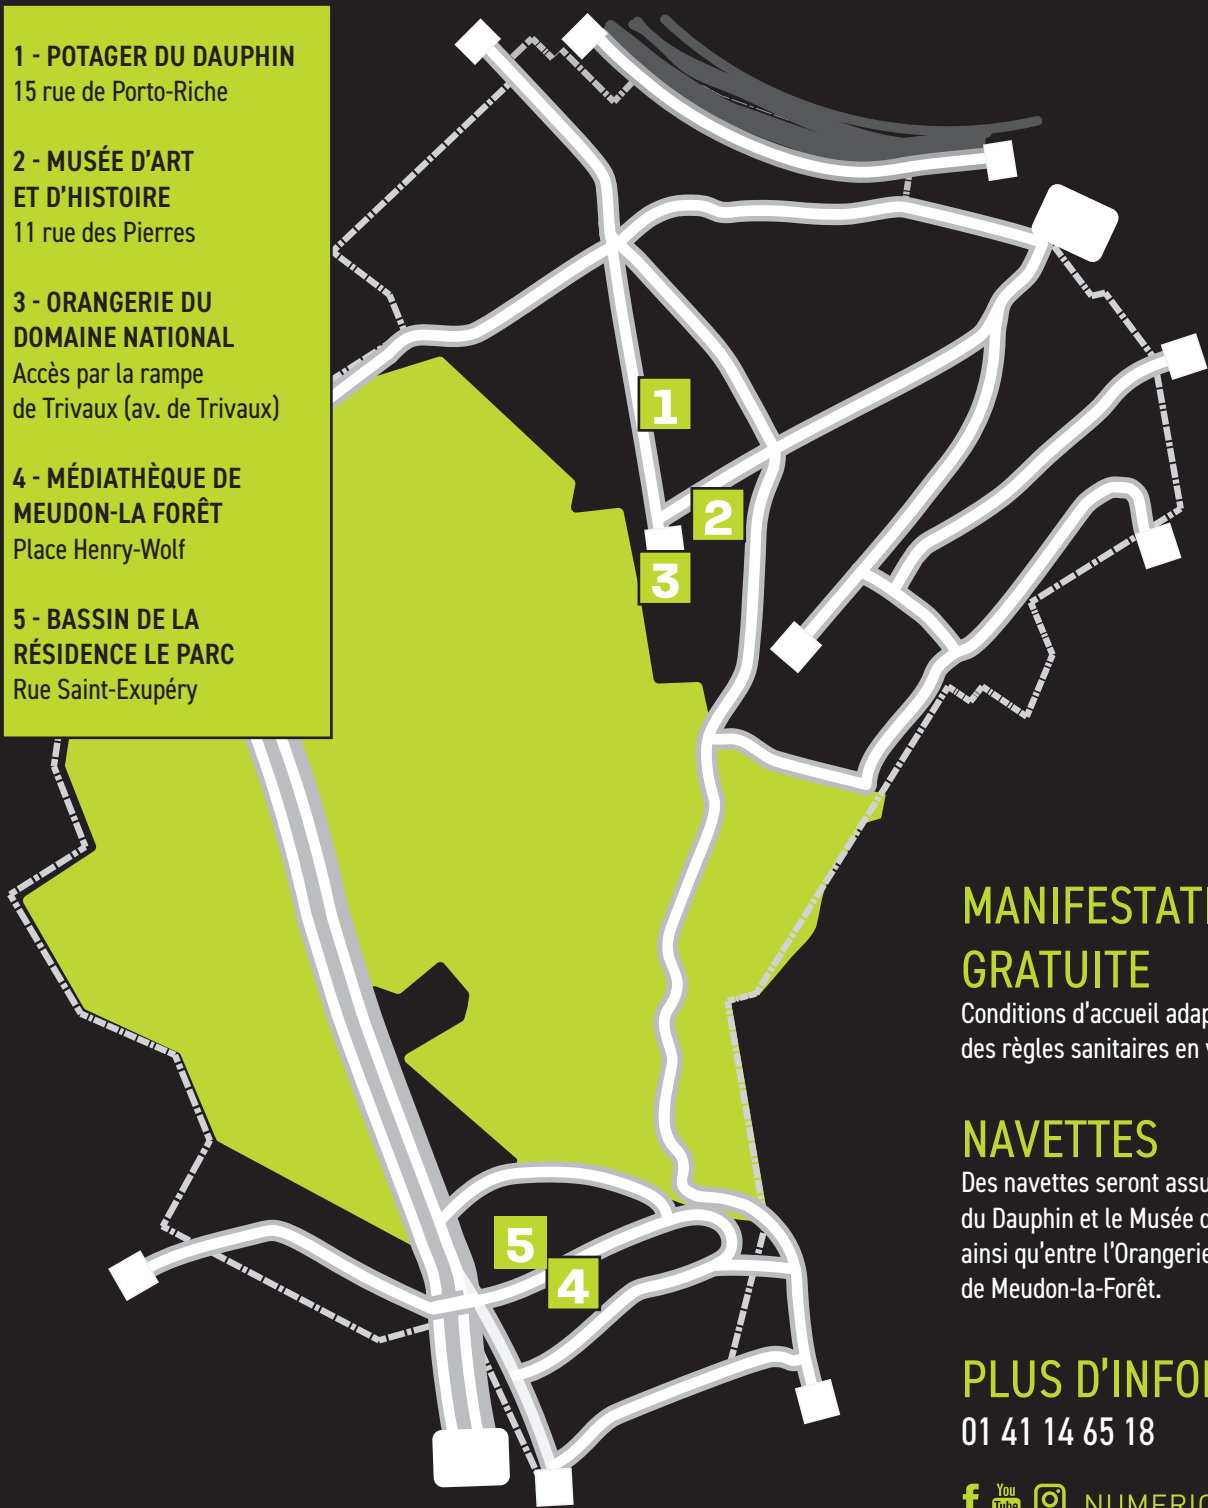 1 - POTAGER DU DAUPHIN
15 rue de Porto-Riche
2 - MUSÉE D'ART
ET D'HISTOIRE
11 rue des Pierres
3 - ORANGERIE DU
DOMAINE NATIONAL
Accès par la rampe
de Trivaux (av. de Trivaux)
4 - MÉDIATHÈQUE DE
MEUDON-LA FORÊT
Place Henry-Wolf
5 - BASSIN DE LA
RÉSIDENCE LE PARC
Rue Saint-Exupéry
1
2
3
5
4
MANIFESTATI
GRATUITE
Conditions d'accueil adap
des règles sanitaires en
NAVETTES
Des navettes seront assu
du Dauphin et le Musée
ainsi qu'entre l'Orangerie
de Meudon-la-Forêt.
PLUS D'INFO
01 41 14 65 18
f You Tube NUMERIC